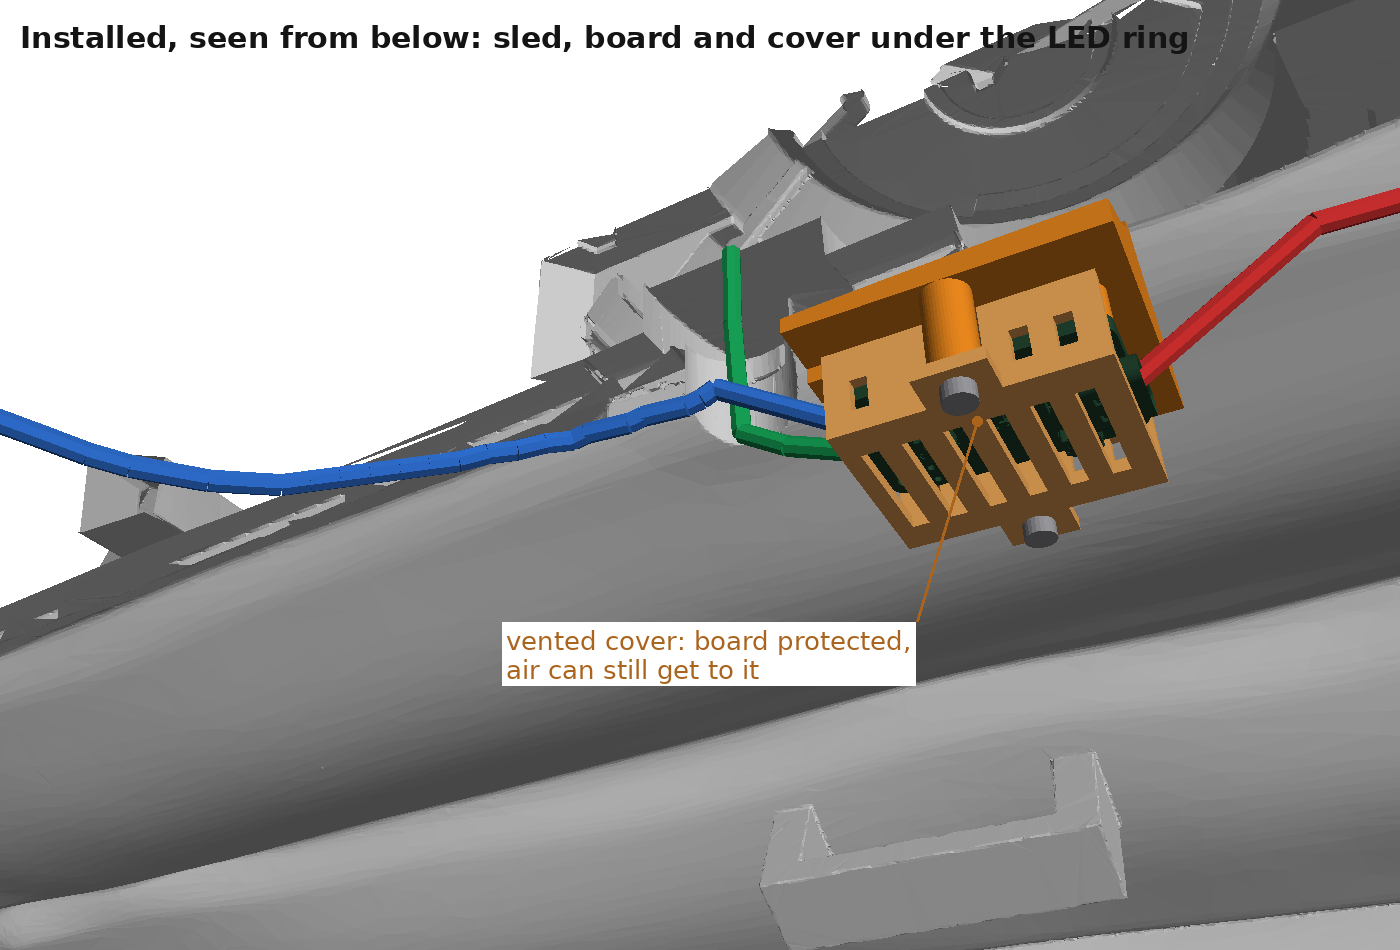 Installed, seen from below: sled, board and cover under the LED ring
vented cover: board protected,
air can still get to it